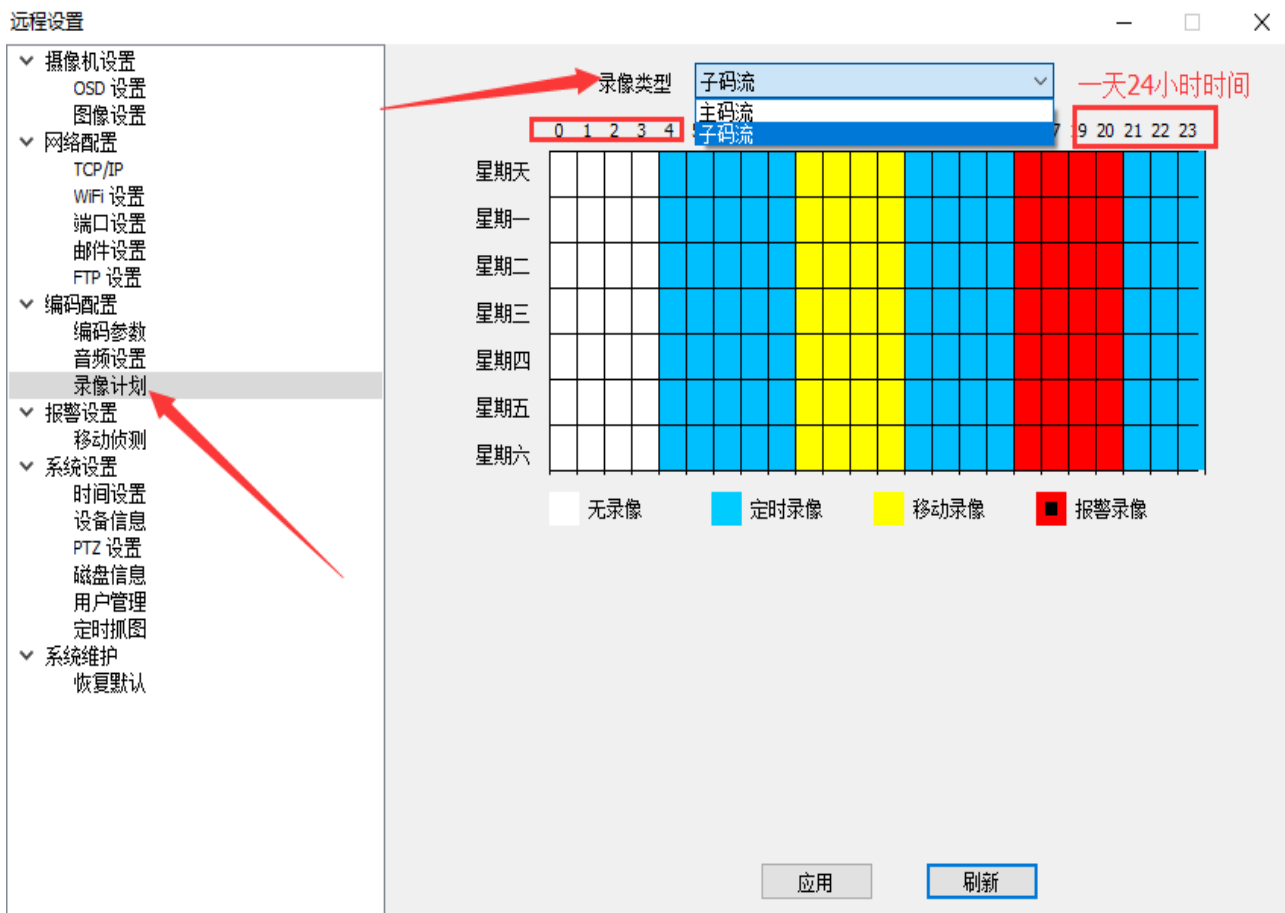 远程设置
摄像机设置
OSD 设置
图像设置
网络配置
TCP/IP
WiFi 设置
端口设置
邮件设置
FTP 设置
编码配置
编码参数
音频设置
录像计划
报警设置
移动侦测
系统设置
时间设置
设备信息
PTZ 设置
磁盘信息
用户管理
定时抓图
系统维护
恢复默认
录像类型 子码流
主码流
子码流
一天24小时时间
0 1 2 3 4 19 20 21 22 23
星期天
星期一
星期二
星期三
星期四
星期五
星期六
无录像 定时录像 移动录像 报警录像
应用 刷新